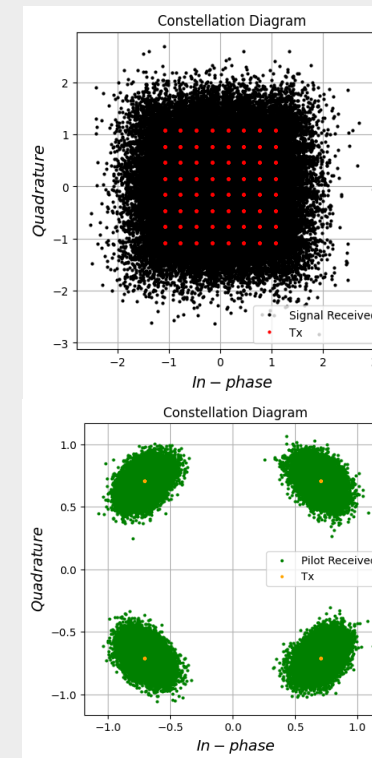 Constellation Diagram
Quadrature
2
1
0
−1
−2
−3
−2
−1
0
1
2
Signal Received
Tx
In − phase
Constellation Diagram
Quadrature
1.0
0.5
0.0
−0.5
−1.0
−1.0
−0.5
0.0
0.5
1.0
Pilot Received
Tx
In − phase